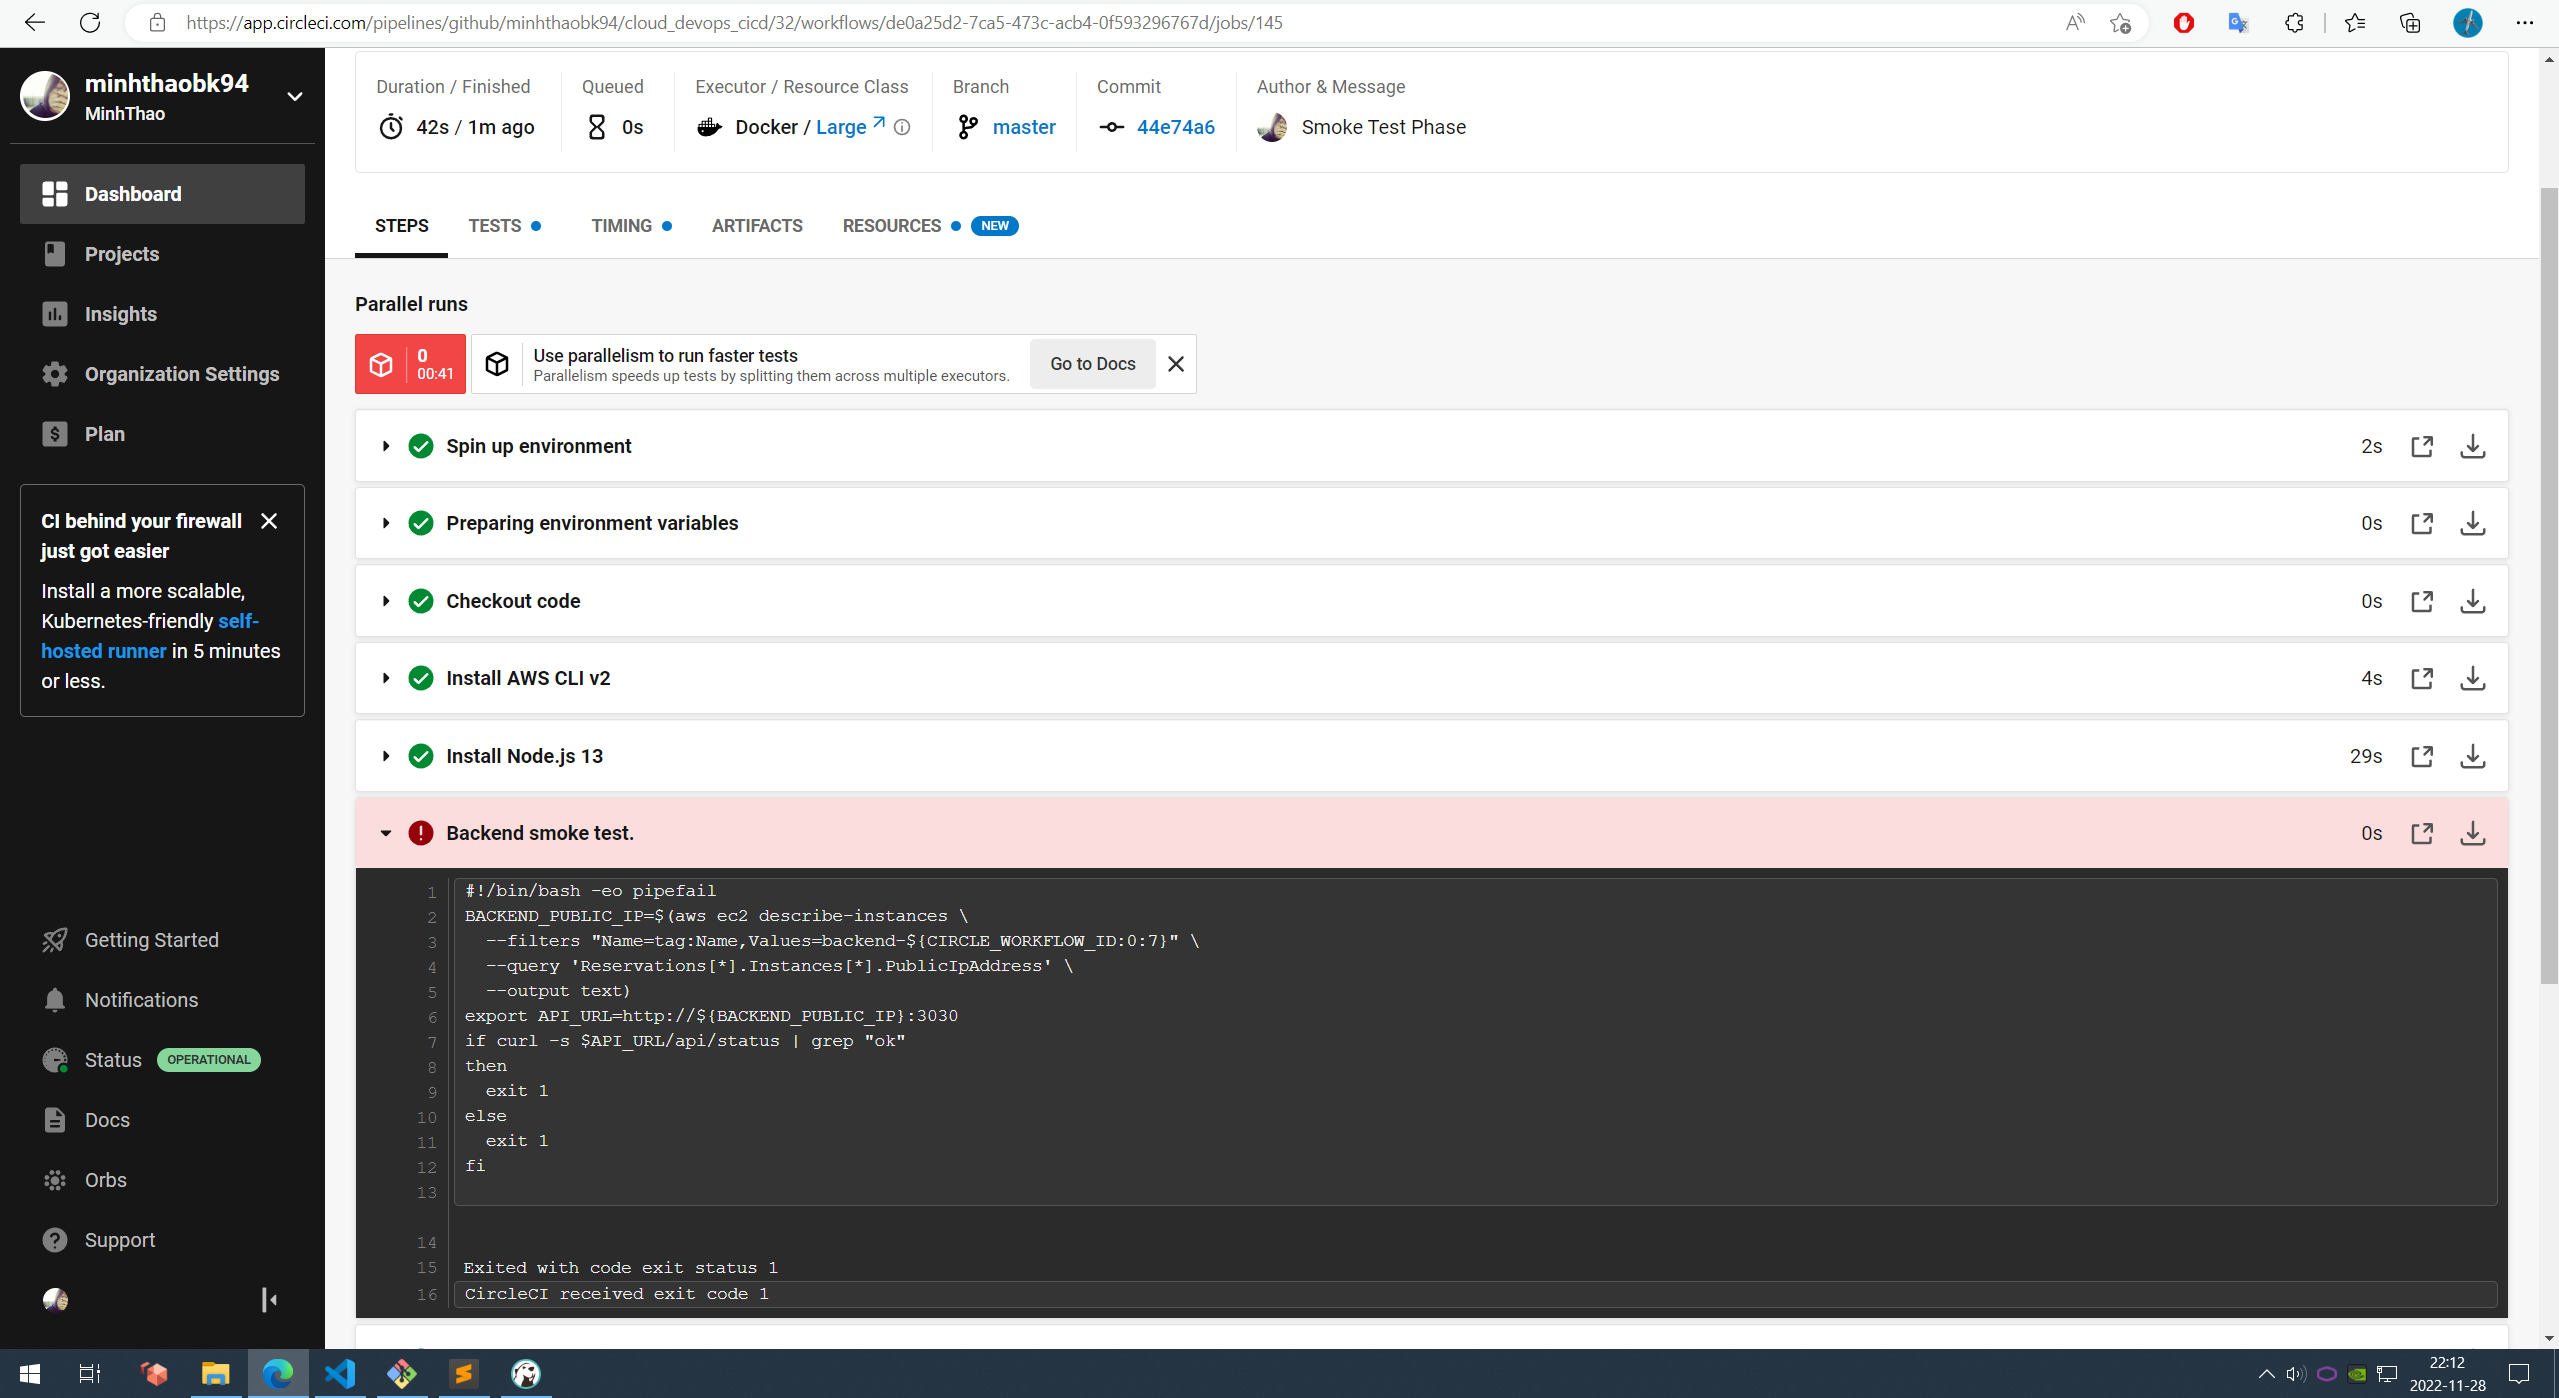 https://app.circleci.com/pipelines/github/minhthaobk94/cloud_devops_cicd/32/workflows/de0a25d2-7ca5-473c-acb4-0f593296767d/jobs/145
minhthaobk94
MinhThao
Dashboard
Projects
Insights
Organization Settings
Plan
CI behind your firewall
just got easier
Install a more scalable,
Kubernetes-friendly self-
hosted runner in 5 minutes
or less.
Getting Started
Notifications
Status OPERATIONAL
Docs
Orbs
Support
Duration / Finished
42s / 1m ago
Queued
0s
Executor / Resource Class
Docker / Large
Branch
master
Commit
44e74a6
Author & Message
Smoke Test Phase
STEPS TESTS TIMING ARTIFACTS RESOURCES NEW
Parallel runs
0
00:41
Use parallelism to run faster tests
Parallelism speeds up tests by splitting them across multiple executors.
Go to Docs
Spin up environment 2s
Preparing environment variables 0s
Checkout code 0s
Install AWS CLI v2 4s
Install Node.js 13 29s
Backend smoke test. 0s
1 #!/bin/bash -eo pipefail
2 BACKEND_PUBLIC_IP=$(aws ec2 describe-instances \
3 --filters "Name=tag:Name,Values=backend-${CIRCLE_WORKFLOW_ID:0:7}" \
4 --query 'Reservations[*].Instances[*].PublicIpAddress' \
5 --output text)
6 export API_URL=http://${BACKEND_PUBLIC_IP}:3030
7 if curl -s $API_URL/api/status | grep "ok"
8 then
9 exit 1
10 else
11 exit 1
12 fi
13
14
15 Exited with code exit status 1
16 CircleCI received exit code 1
22:12
2022-11-28